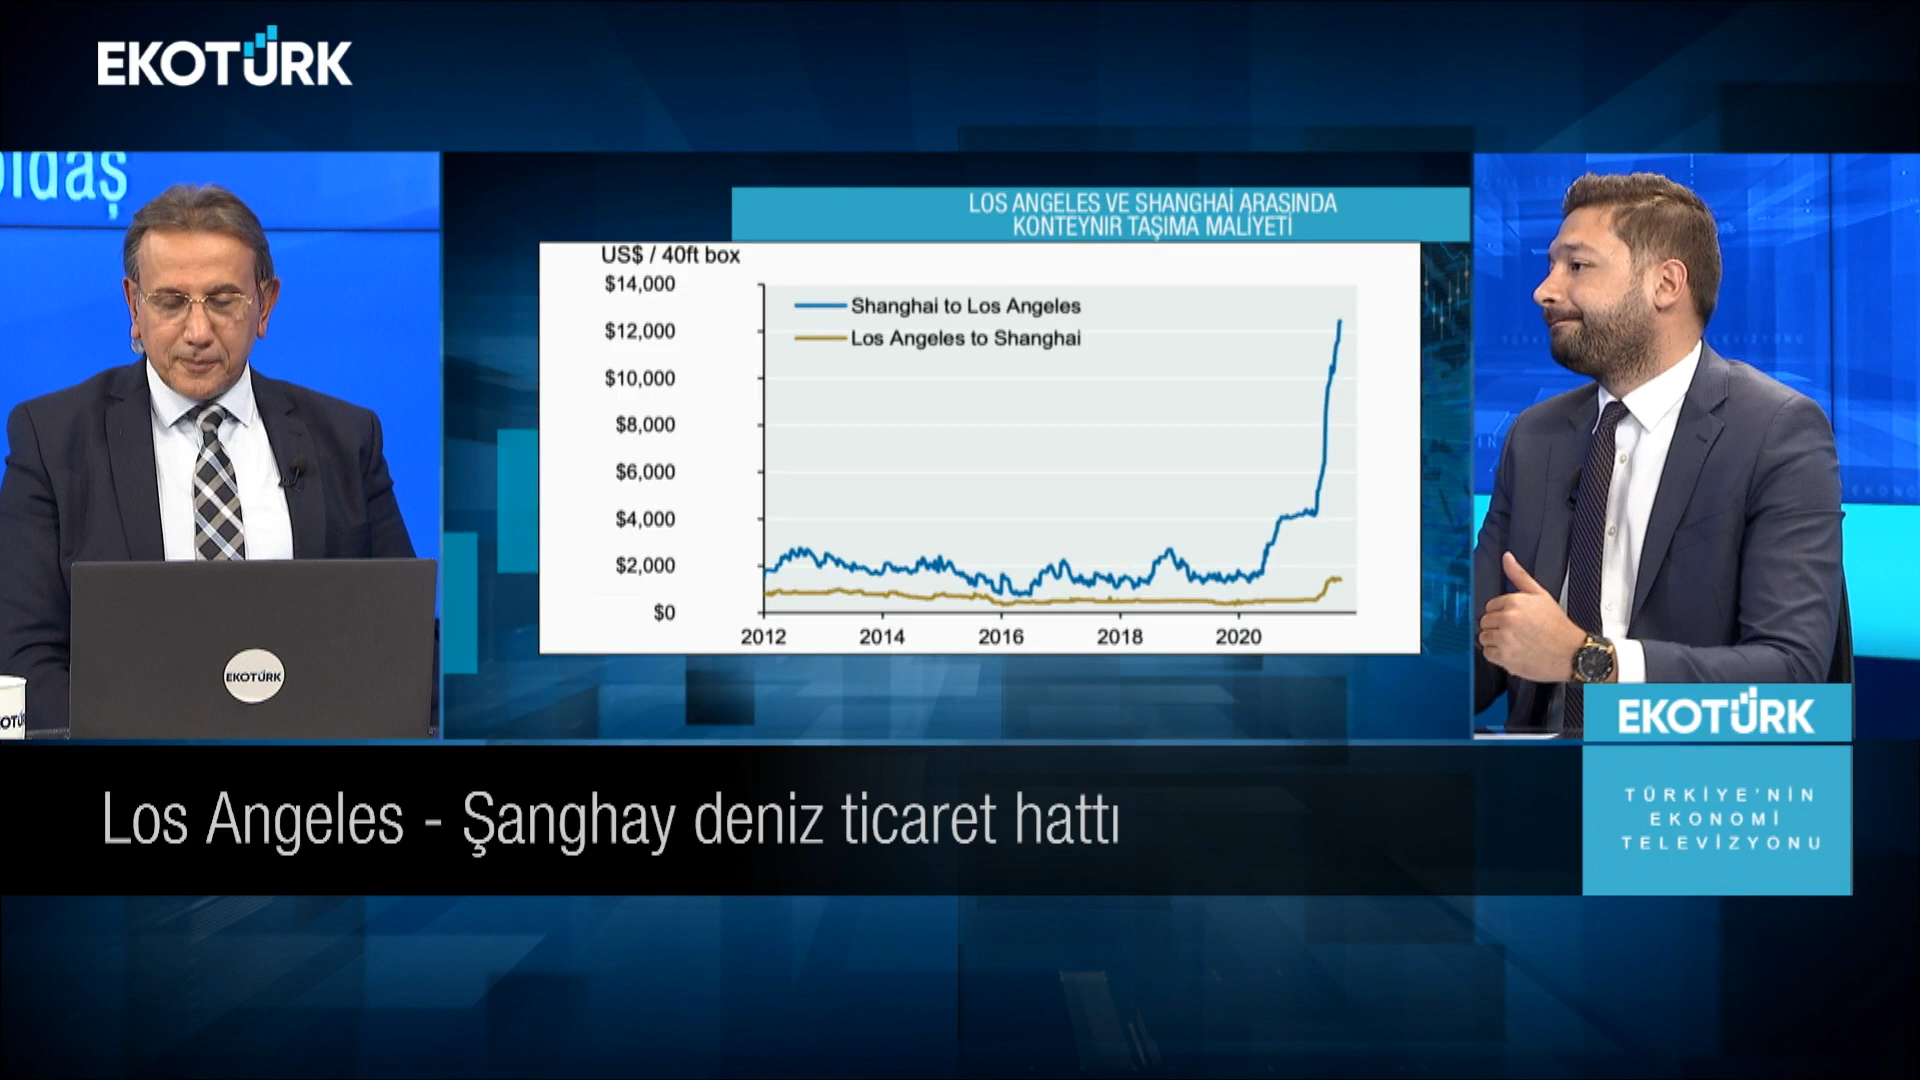 EKOTÜRK
LOS ANGELES VE SHANGHAİ ARASINDA
KONTEYNIR TAŞIMA MALİYETİ
US$ / 40ft box
$14,000
$12,000
$10,000
$8,000
$6,000
$4,000
$2,000
$0
Shanghai to Los Angeles
Los Angeles to Shanghai
2012 2014 2016 2018 2020
EKOTÜRK
EKOTÜRK
Los Angeles - Şanghay deniz ticaret hattı
TÜRKİYE'NİN
EKONOMİ
TELEVİZYONU